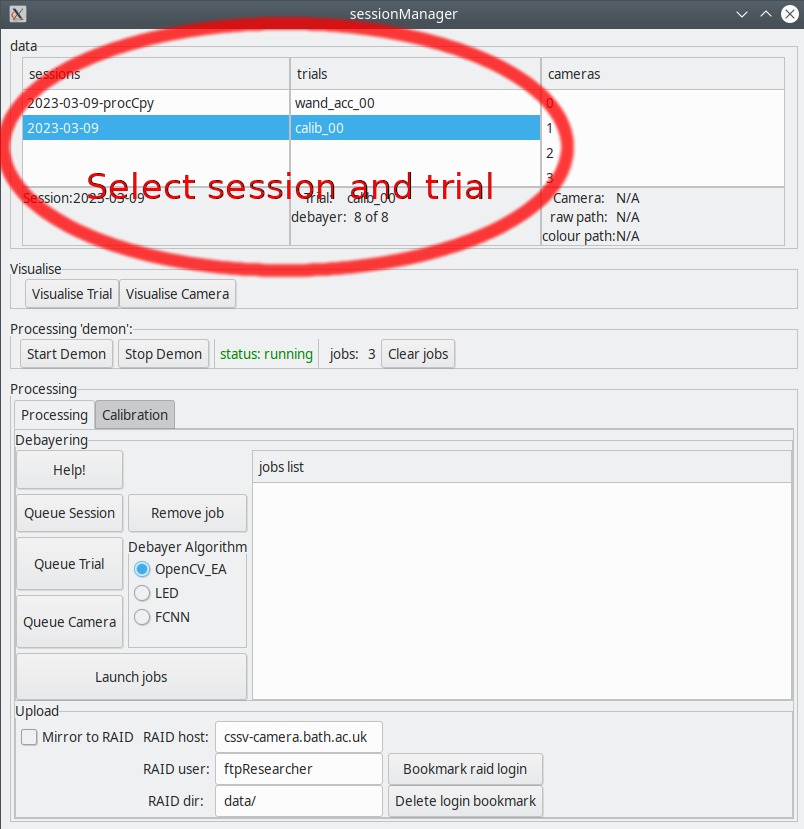 sessionManager
data
sessions trials cameras
2023-03-09-procCpy wand_acc_00 0
2023-03-09 calib_00 1
2
3
Select session and trial
Session:2023-03-09 Trial: calib_00 Camera: N/A
debayer: 8 of 8 raw path: N/A
colour path:N/A
Visualise
Visualise Trial Visualise Camera
Processing 'demon':
Start Demon Stop Demon status: running jobs: 3 Clear jobs
Processing
Processing Calibration
Debayering
Help! jobs list
Queue Session Remove job
Debayer Algorithm
Queue Trial OpenCV_EA
LED
Queue Camera FCNN
Launch jobs
Upload
Mirror to RAID RAID host: cssv-camera.bath.ac.uk
RAID user: ftpResearcher Bookmark raid login
RAID dir: data/ Delete login bookmark